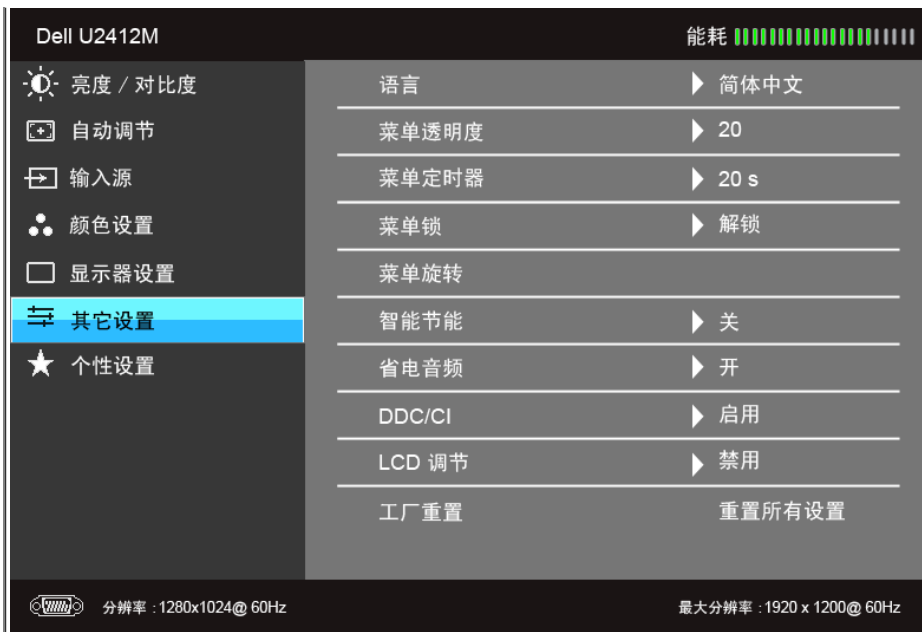 Dell U2412M
能耗
亮度 / 对比度
自动调节
输入源
颜色设置
显示器设置
其它设置
个性设置
语言
简体中文
菜单透明度
20
菜单定时器
20 s
菜单锁
解锁
菜单旋转
智能节能
关
省电音频
开
DDC/CI
启用
LCD 调节
禁用
工厂重置
重置所有设置
分辨率 :1280x1024@ 60Hz
最大分辨率 :1920 x 1200@ 60Hz